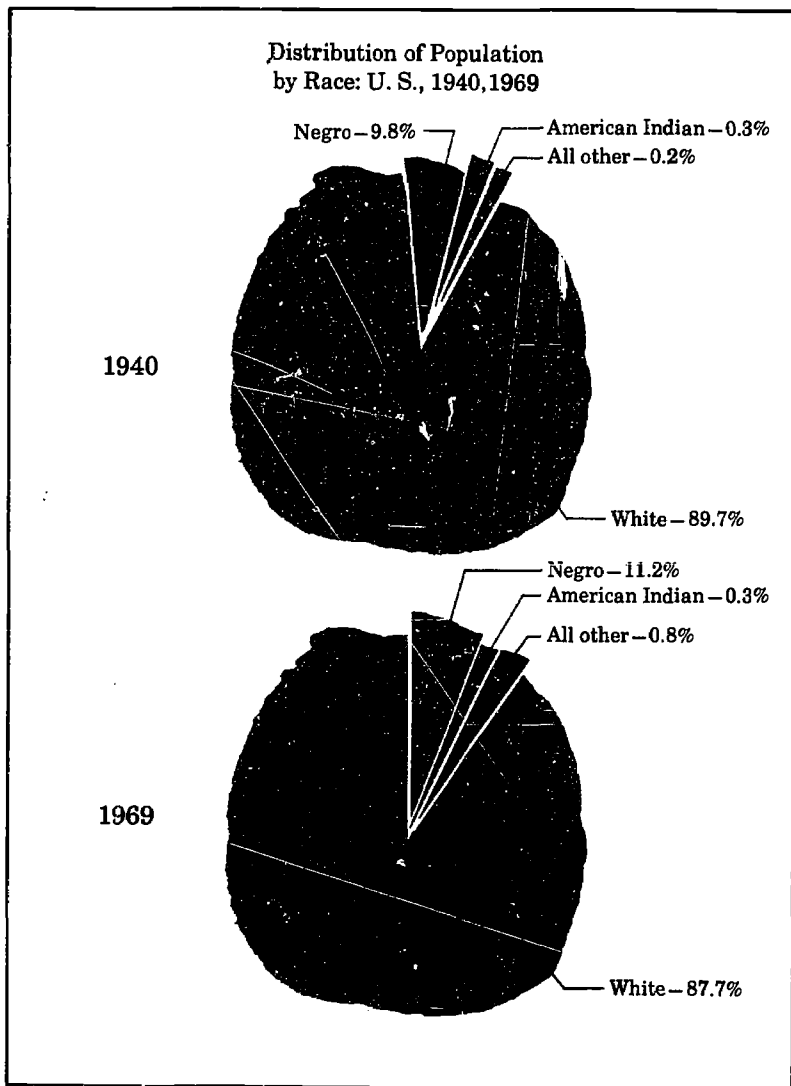 Distribution of Population
by Race: U. S., 1940,1969
Negro—9.8%
American Indian—0.3%
All other—0.2%
1940
White—89.7%
Negro—11.2%
American Indian—0.3%
All other—0.8%
1969
White—87.7%